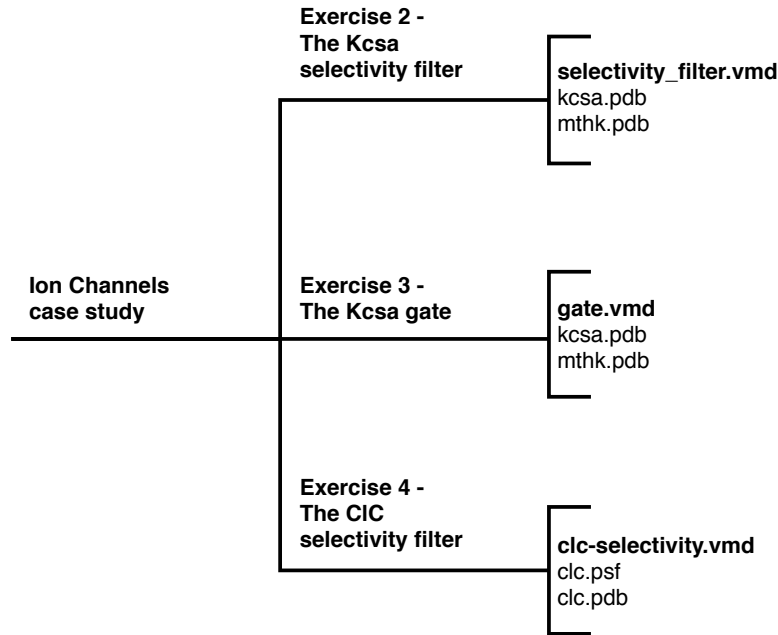 Exercise 2 -
The Kcsa
selectivity filter
selectivity_filter.vmd
kcsa.pdb
mthk.pdb
Ion Channels
case study
Exercise 3 -
The Kcsa gate
gate.vmd
kcsa.pdb
mthk.pdb
Exercise 4 -
The ClC
selectivity filter
clc-selectivity.vmd
clc.psf
clc.pdb